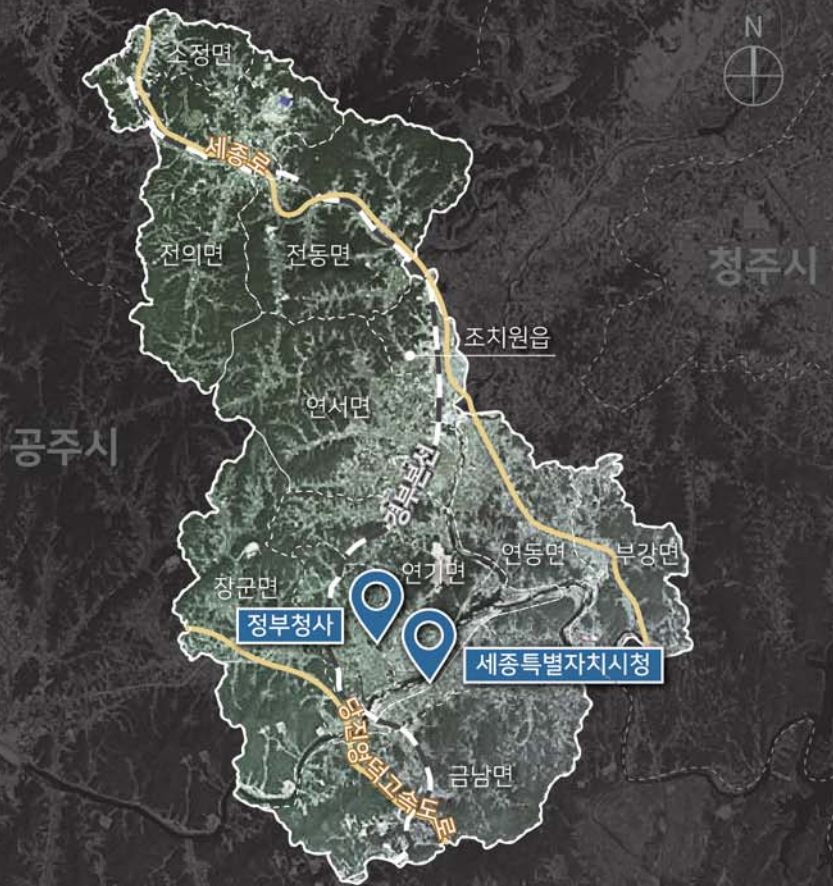 N
소정면
세종로
전의면
전동면
청주시
조치원읍
연서면
공주시
경부본선
연동면
부강면
연기면
장군면
정부청사
세종특별자치시청
당진영덕고속도로
금남면